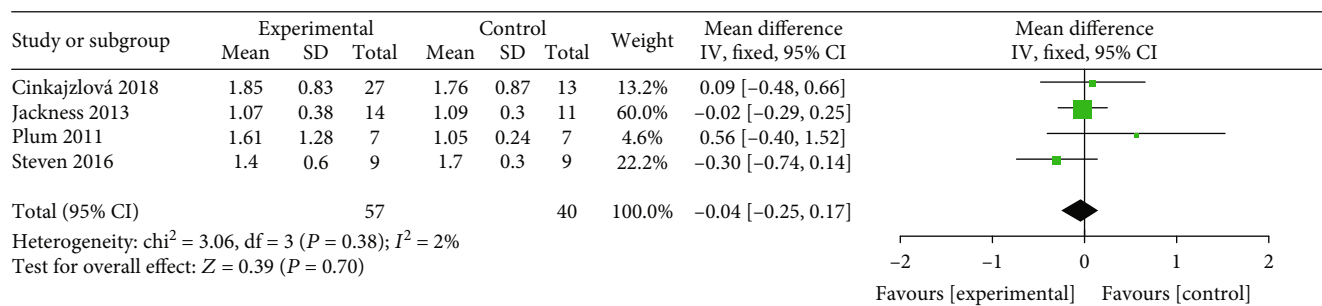 Study or subgroup Experimental Control Weight Mean difference Mean difference
Mean SD Total Mean SD Total IV, fixed, 95% CI IV, fixed, 95% CI
Cinkajzlová 2018 1.85 0.83 27 1.76 0.87 13 13.2% 0.09 [–0.48, 0.66]
Jackness 2013 1.07 0.38 14 1.09 0.3 11 60.0% –0.02 [–0.29, 0.25]
Plum 2011 1.61 1.28 7 1.05 0.24 7 4.6% 0.56 [–0.40, 1.52]
Steven 2016 1.4 0.6 9 1.7 0.3 9 22.2% –0.30 [–0.74, 0.14]
Total (95% CI) 57 40 100.0% –0.04 [–0.25, 0.17]
Heterogeneity: chi² = 3.06, df = 3 (P = 0.38); I² = 2%
Test for overall effect: Z = 0.39 (P = 0.70)
–2 –1 0 1 2
Favours [experimental] Favours [control]